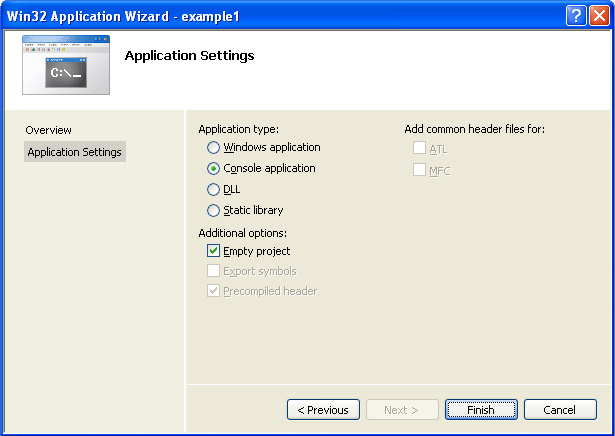 Win32 Application Wizard - example1
C:\_
Application Settings
Overview
Application Settings
Application type:
Windows application
Console application
DLL
Static library
Additional options:
Empty project
Export symbols
Precompiled header
Add common header files for:
ATL
MFC
< Previous
Next >
Finish
Cancel